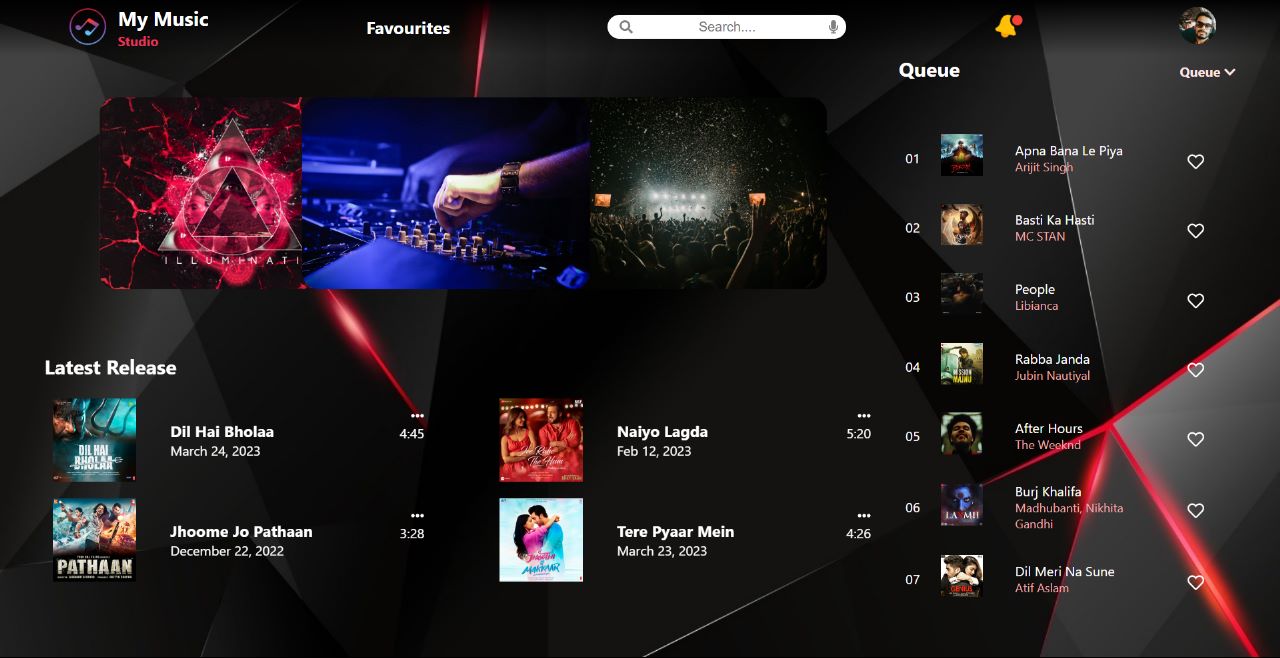 My Music
Studio
Favourites
Search....
Queue
Queue
ILLUMINATI
01
Apna Bana Le Piya
Arijit Singh
02
Basti Ka Hasti
MC STAN
03
People
Libianca
04
MISSION
MAJNU
Rabba Janda
Jubin Nautiyal
05
After Hours
The Weeknd
06
Burj Khalifa
Madhubanti, Nikhita
Gandhi
07
GENIUS
Dil Meri Na Sune
Atif Aslam
Latest Release
DIL HAI
BHOLAA
Dil Hai Bholaa
March 24, 2023
4:45
Naiyo Lagda
Feb 12, 2023
5:20
PATHAAN
Jhoome Jo Pathaan
December 22, 2022
3:28
Tere Pyaar Mein
March 23, 2023
4:26